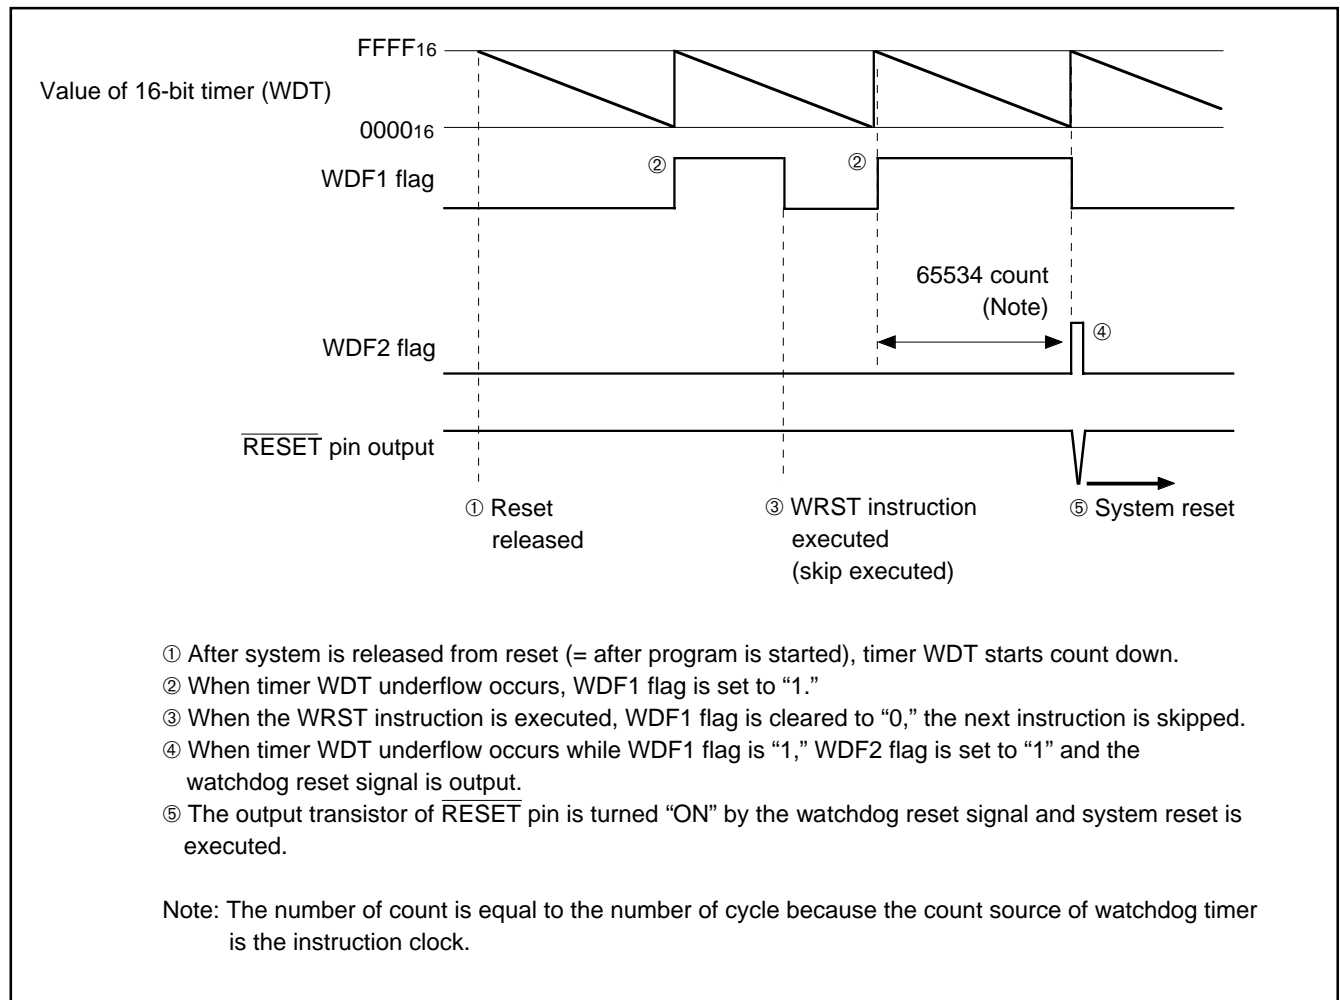 FFFF16
Value of 16-bit timer (WDT)
000016
② ②
WDF1 flag
65534 count
(Note)
④
WDF2 flag
RESET pin output
① Reset
released
③ WRST instruction
executed
(skip executed)
⑤ System reset
① After system is released from reset (= after program is started), timer WDT starts count down.
② When timer WDT underflow occurs, WDF1 flag is set to “1.”
③ When the WRST instruction is executed, WDF1 flag is cleared to “0,” the next instruction is skipped.
④ When timer WDT underflow occurs while WDF1 flag is “1,” WDF2 flag is set to “1” and the
watchdog reset signal is output.
⑤ The output transistor of RESET pin is turned “ON” by the watchdog reset signal and system reset is
executed.
Note: The number of count is equal to the number of cycle because the count source of watchdog timer
is the instruction clock.